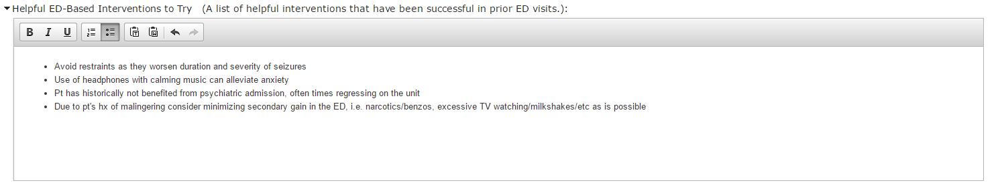 Helpful ED-Based Interventions to Try (A list of helpful interventions that have been successful in prior ED visits.):
B I U
• Avoid restraints as they worsen duration and severity of seizures
• Use of headphones with calming music can alleviate anxiety
• Pt has historically not benefited from psychiatric admission, often times regressing on the unit
• Due to pt's hx of malingering consider minimizing secondary gain in the ED, i.e. narcotics/benzos, excessive TV watching/milkshakes/etc as is possible